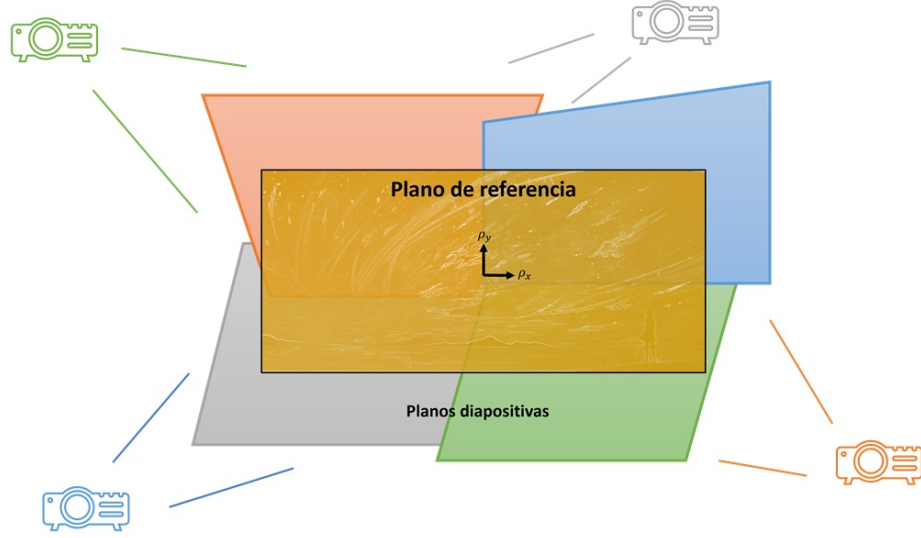 Plano de referencia
ρy
ρx
Planos diapositivas